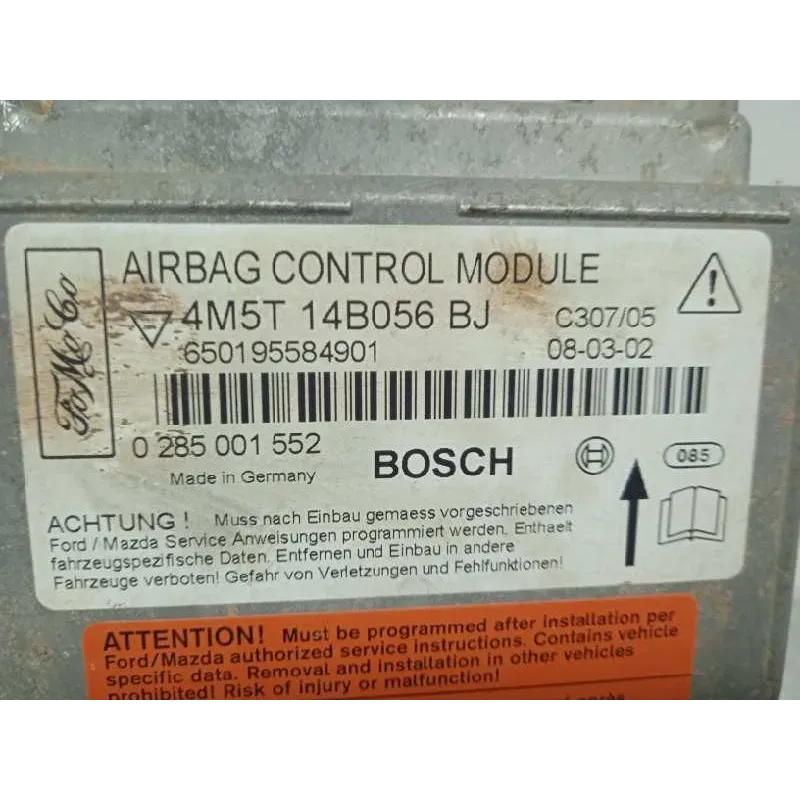 FoMoCo
AIRBAG CONTROL MODULE
4M5T 14B056 BJ C307/05
650195584901 08-03-02
0 285 001 552
BOSCH
085
Made in Germany
ACHTUNG! Muss nach Einbau gemaess vorgeschriebenen
Ford / Mazda Service Anweisungen programmiert werden. Enthaelt
fahrzeugspezifische Daten. Entfernen und Einbau in andere
Fahrzeuge verboten! Gefahr von Verletzungen und Fehlfunktionen!
ATTENTION! Must be programmed after installation per
Ford/Mazda authorized service instructions. Contains vehicle
specific data. Removal and installation in other vehicles
prohibited! Risk of injury or malfunction!